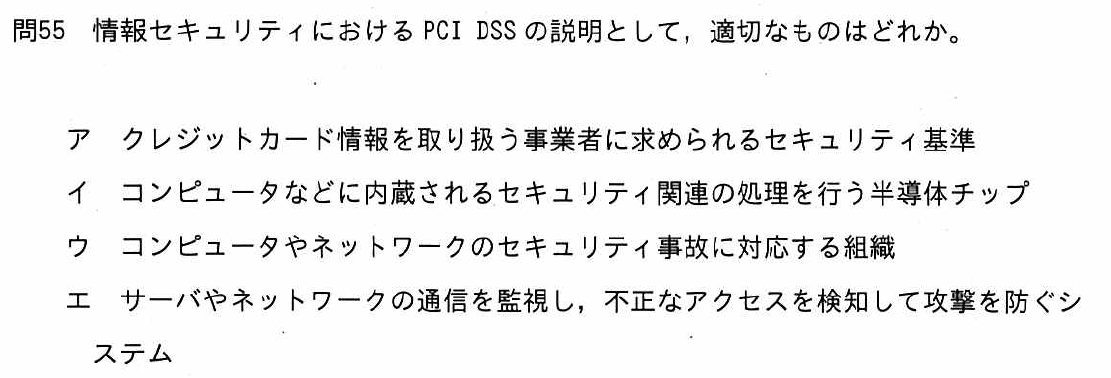 問55 情報セキュリティにおける PCI DSS の説明として，適切なものはどれか。
ア クレジットカード情報を取り扱う事業者に求められるセキュリティ基準
イ コンピュータなどに内蔵されるセキュリティ関連の処理を行う半導体チップ
ウ コンピュータやネットワークのセキュリティ事故に対応する組織
エ サーバやネットワークの通信を監視し，不正なアクセスを検知して攻撃を防ぐシ
ステム